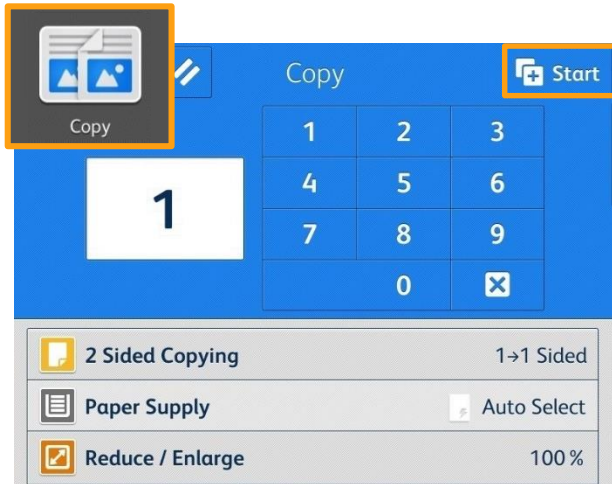 Copy
Copy
Start
1
1 2 3
4 5 6
7 8 9
0
2 Sided Copying 1→1 Sided
Paper Supply Auto Select
Reduce / Enlarge 100 %